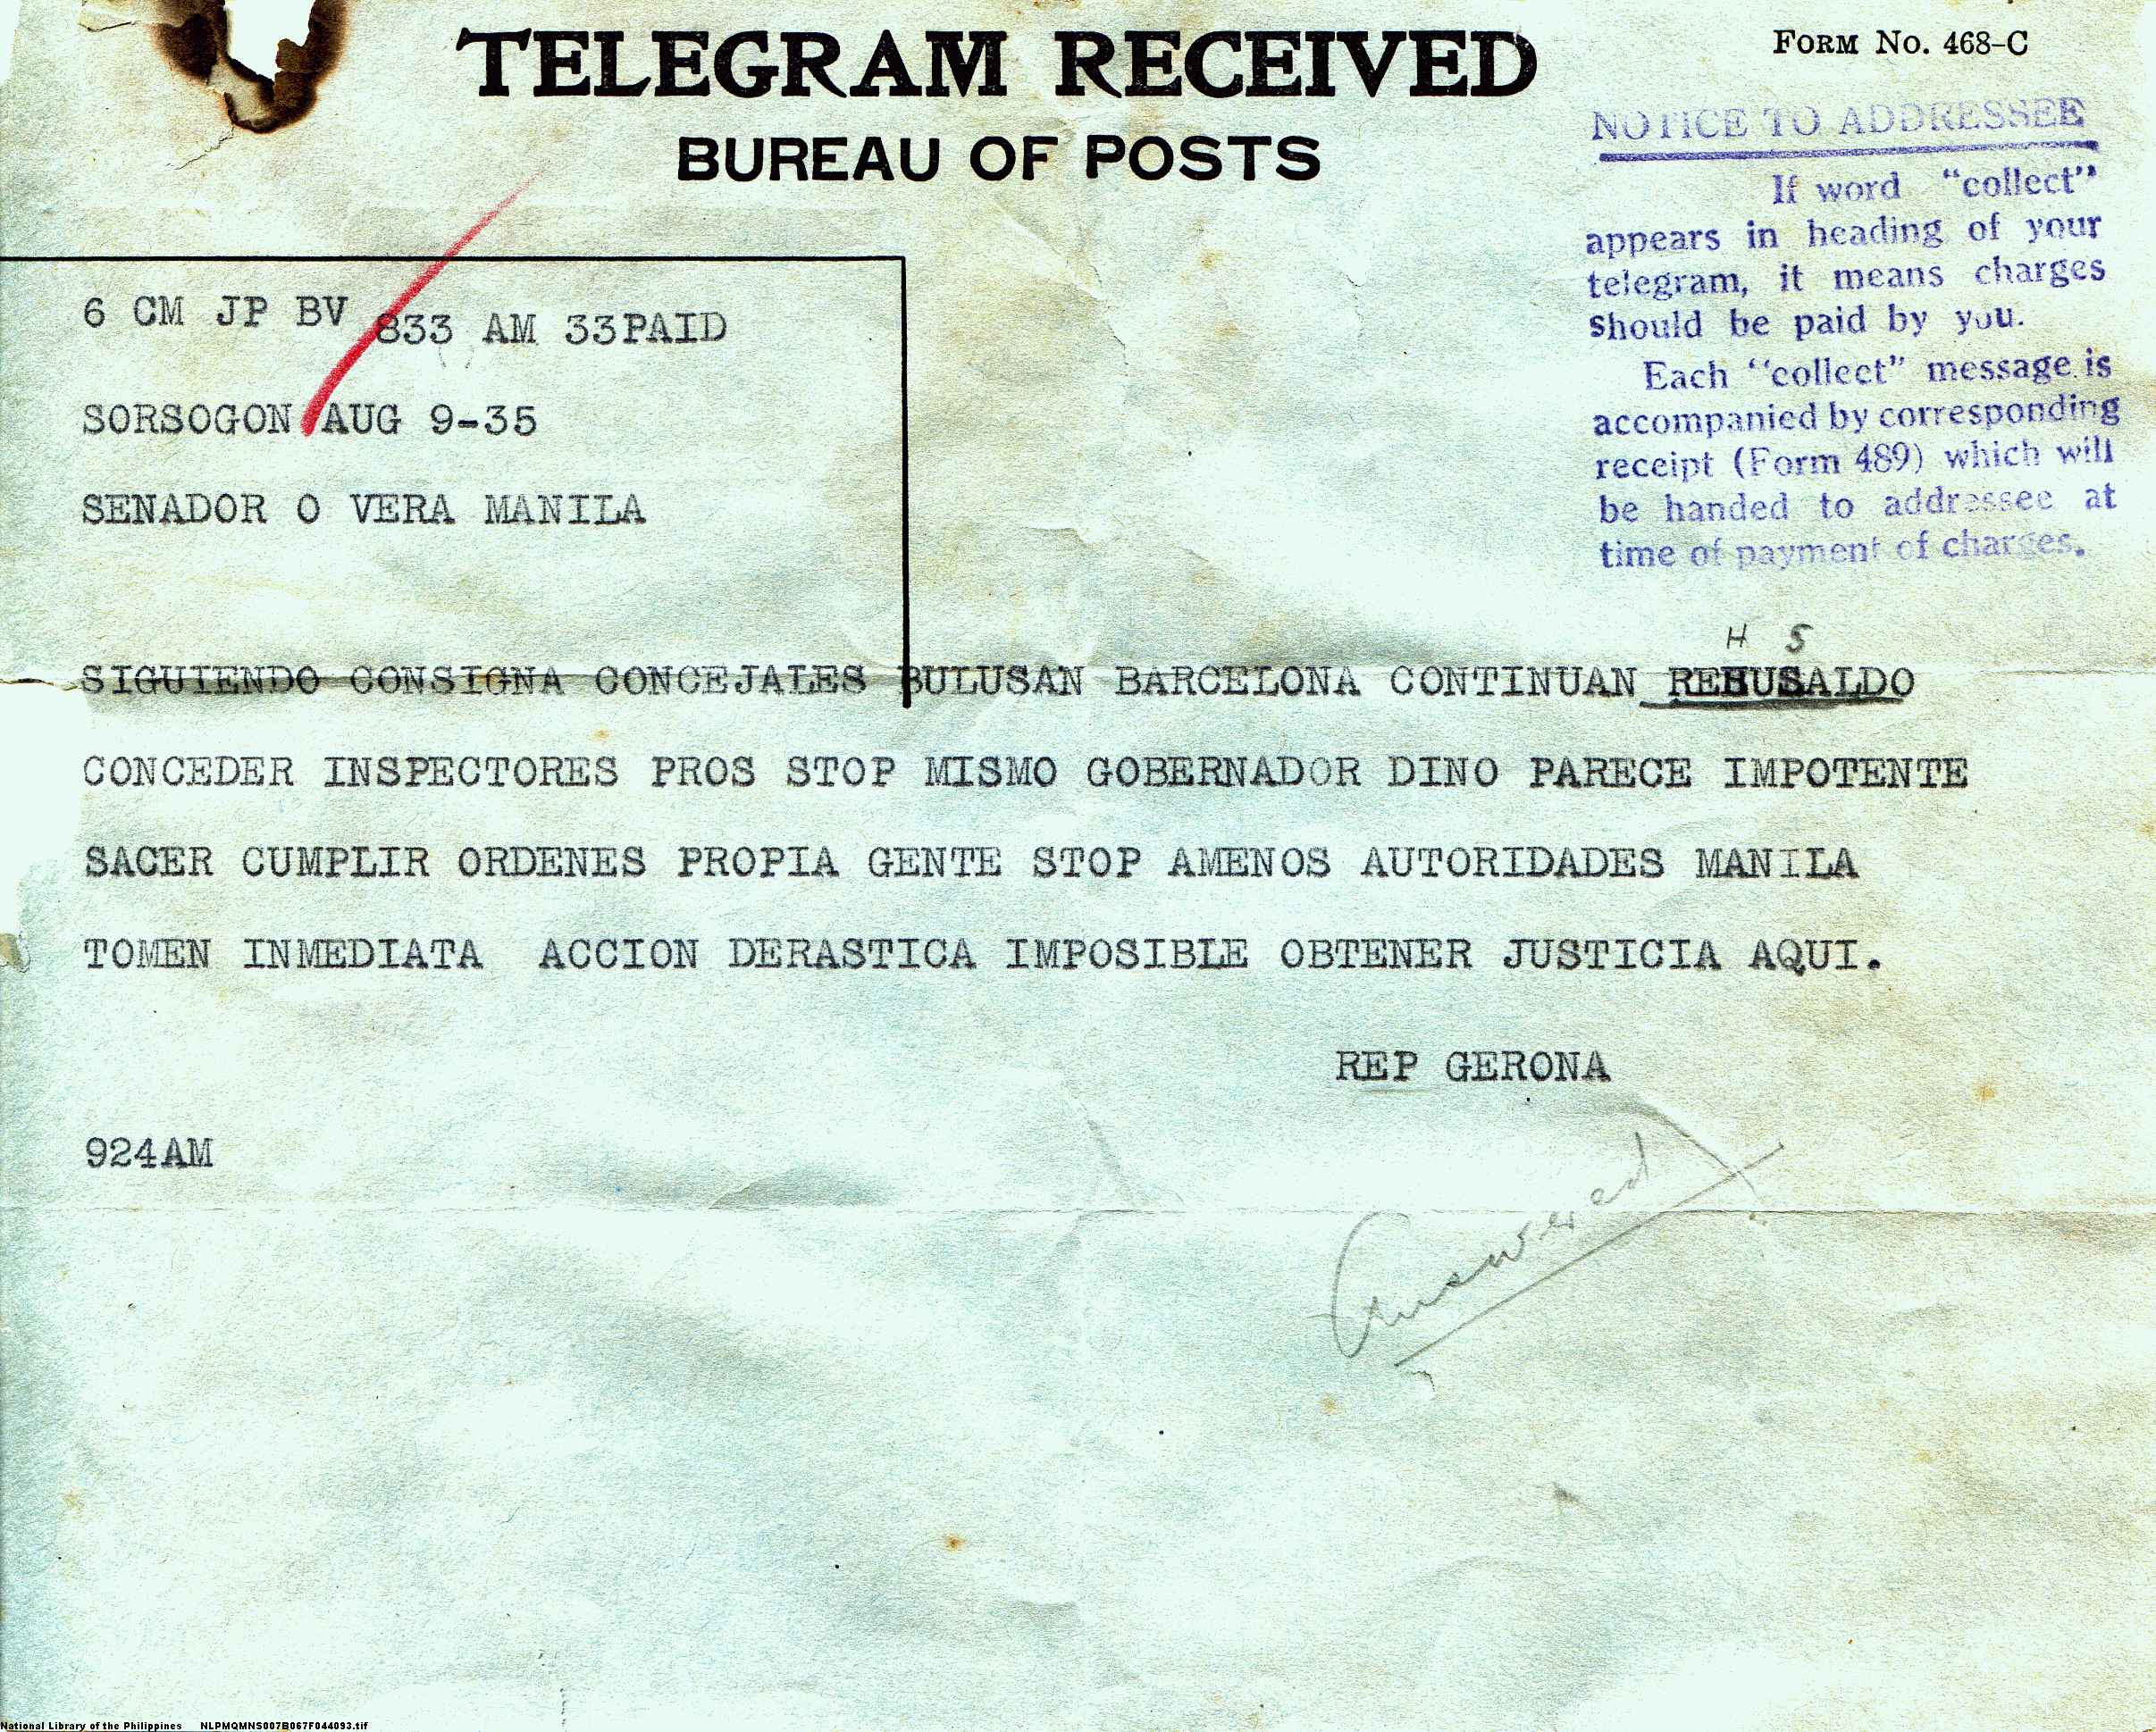 TELEGRAM RECEIVED
BUREAU OF POSTS
FORM NO. 468-C
NOTICE TO ADDRESSEE
If word "collect"
appears in heading of your
telegram, it means charges
should be paid by you.
Each "collect" message is
accompanied by corresponding
receipt (Form 489) which will
be handed to addressee at
time of payment of charges.
6 CM JP BV 833 AM 33PAID
SORSOGON AUG 9-35
SENADOR O VERA MANILA
H S
SIGUIENDO CONSIGNA CONCEJALES BULUSAN BARCELONA CONTINUAN REHUSALDO
CONCEDER INSPECTORES PROS STOP MISMO GOBERNADOR DINO PARECE IMPOTENTE
SACER CUMPLIR ORDENES PROPIA GENTE STOP AMENOS AUTORIDADES MANILA
TOMEN INMEDIATA ACCION DERASTICA IMPOSIBLE OBTENER JUSTICIA AQUI.
REP GERONA
924AM
Answered
National Library of the Philippines NLPMQMNS007B067F044093.tif